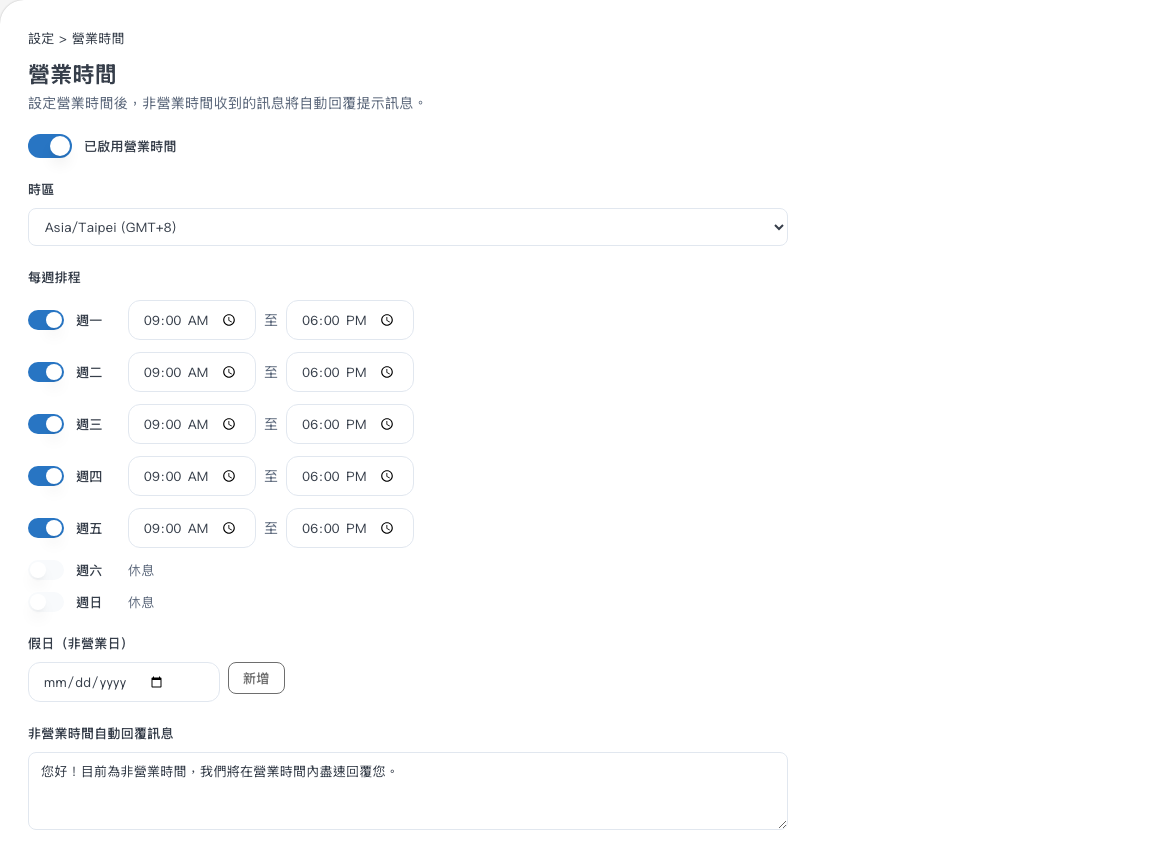 設定 > 營業時間
營業時間
設定營業時間後，非營業時間收到的訊息將自動回覆提示訊息。
已啟用營業時間
時區
Asia/Taipei (GMT+8)
每週排程
週一 09:00 AM 至 06:00 PM
週二 09:00 AM 至 06:00 PM
週三 09:00 AM 至 06:00 PM
週四 09:00 AM 至 06:00 PM
週五 09:00 AM 至 06:00 PM
週六 休息
週日 休息
假日（非營業日）
mm/dd/yyyy 新增
非營業時間自動回覆訊息
您好！目前為非營業時間，我們將在營業時間內盡速回覆您。